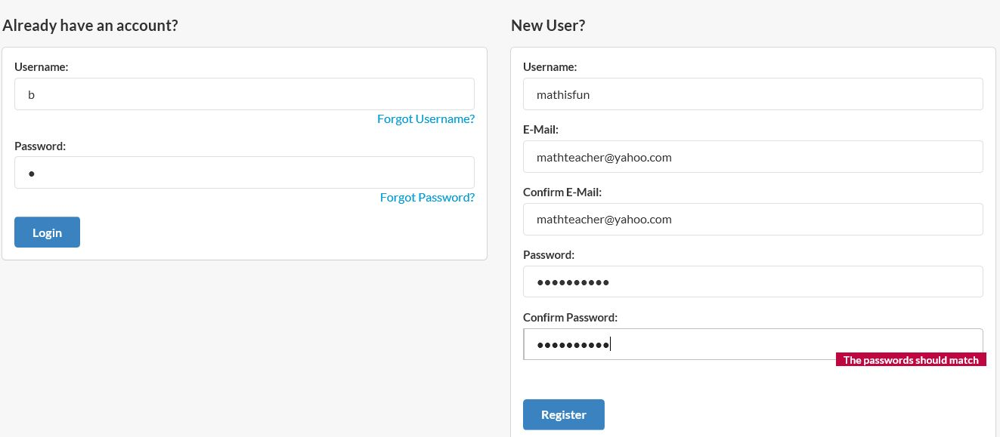 Already have an account?
Username:
b
Forgot Username?
Password:
●
Forgot Password?
Login
New User?
Username:
mathisfun
E-Mail:
mathteacher@yahoo.com
Confirm E-Mail:
mathteacher@yahoo.com
Password:
●●●●●●●●●●
Confirm Password:
●●●●●●●●●●
The passwords should match
Register